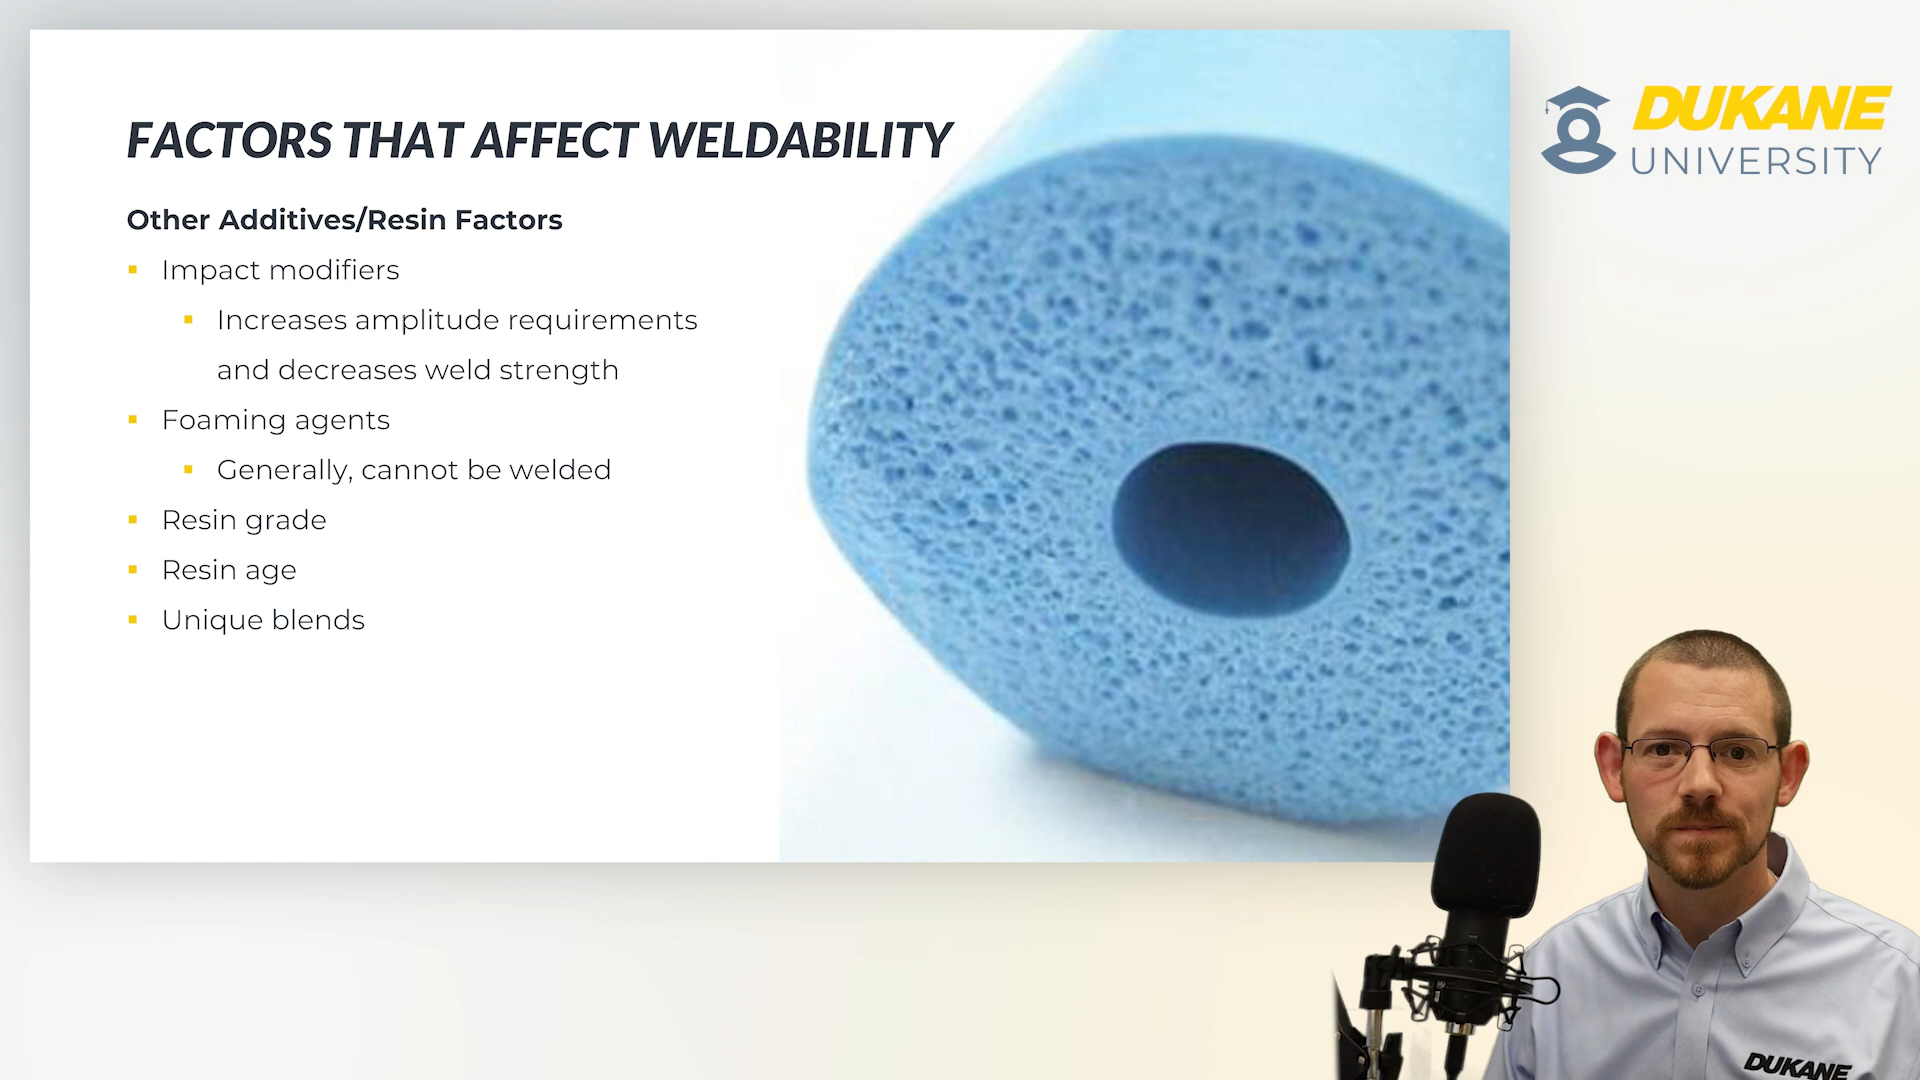 FACTORS THAT AFFECT WELDABILITY
Other Additives/Resin Factors
Impact modifiers
Increases amplitude requirements
and decreases weld strength
Foaming agents
Generally, cannot be welded
Resin grade
Resin age
Unique blends
DUKANE
UNIVERSITY
DUKANE